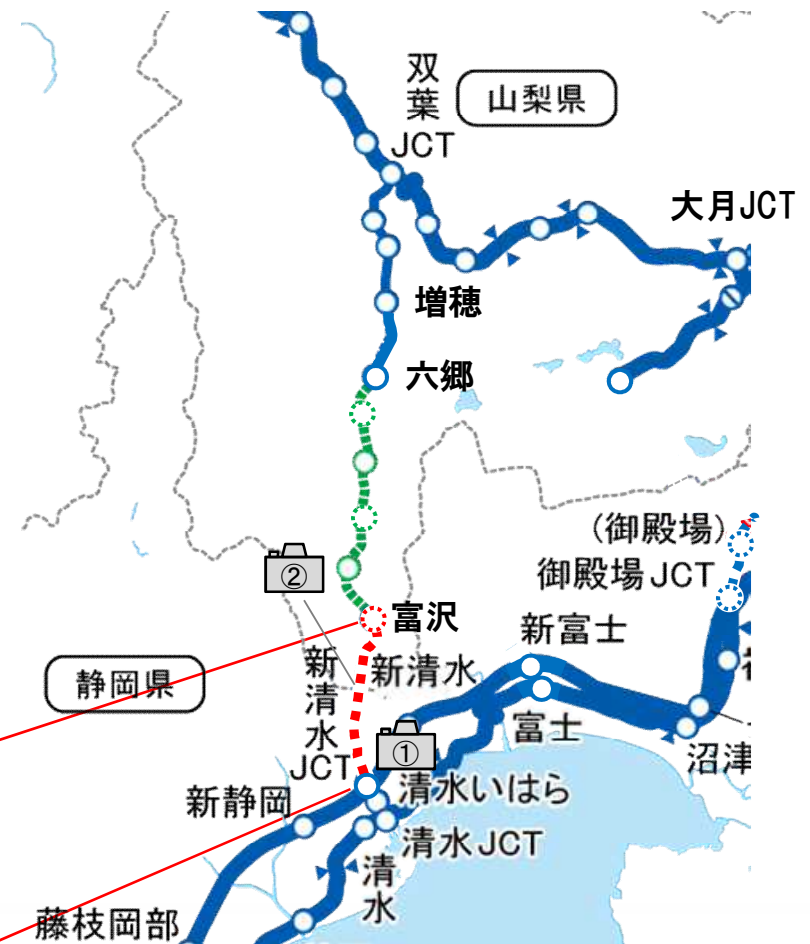 双葉
JCT
山梨県
大月JCT
増穂
六郷
(御殿場)
御殿場JCT
②
富沢
新富士
静岡県
新清水
JCT
新清水
富士
①
沼津
清水いはら
新静岡
清水JCT
清水
藤枝岡部